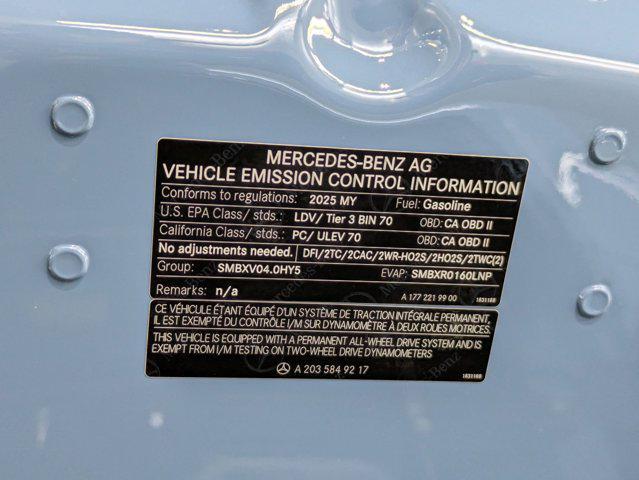 MERCEDES-BENZ AG
VEHICLE EMISSION CONTROL INFORMATION
Conforms to regulations: 2025 MY Fuel: Gasoline
U.S. EPA Class/ stds.: LDV/ Tier 3 BIN 70 OBD: CA OBD II
California Class/ stds.: PC/ ULEV 70 OBD: CA OBD II
No adjustments needed. DFI/2TC/2CAC/2WR-HO2S/2HO2S/2TWC(2)
Group: SMBXV04.0HY5 EVAP: SMBXR0160LNP
Remarks: n/a A 177 221 99 00 1631168
CE VÉHICULE ÉTANT ÉQUIPÉ D'UN SYSTÈME DE TRACTION INTÉGRALE PERMANENT,
IL EST EXEMPTÉ DU CONTRÔLE I/M SUR DYNAMOMÈTRE À DEUX ROUES MOTRICES.
THIS VEHICLE IS EQUIPPED WITH A PERMANENT ALL-WHEEL DRIVE SYSTEM AND IS
EXEMPT FROM I/M TESTING ON TWO-WHEEL DRIVE DYNAMOMETERS
A 203 584 92 17 1631168